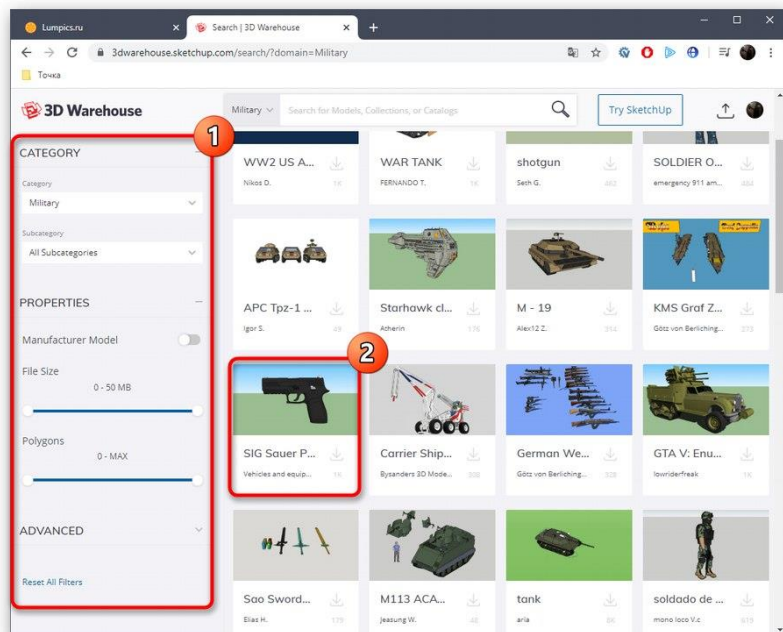 Lumpics.ru
Search | 3D Warehouse
3dwarehouse.sketchup.com/search/?domain=Military
Точка
3D Warehouse
Military
Search for Models, Collections, or Catalogs
Try SketchUp
1
CATEGORY
Category
Military
Subcategory
All Subcategories
PROPERTIES
Manufacturer Model
File Size
0 - 50 MB
Polygons
0 - MAX
ADVANCED
Reset All Filters
WW2 US A...
Nikos D.
1K
WAR TANK
FERNANDO T.
1K
shotgun
Seth G.
SOLDIER O...
emergency 911 am...
APC Tpz-1 ...
Igor S.
Starhawk cl...
Atherin
M - 19
Alex12 Z.
KMS Graf Z...
Götz von Berliching...
2
SIG Sauer P...
Vehicles and equip...
1K
Carrier Ship...
Bysanders 3D Mode...
German We...
Götz von Berliching...
GTA V: Enu...
lowriderfreak
1K
Sao Sword...
Elias H.
M113 ACA...
Jeasung W.
tank
aria
soldado de ...
mono loco V.c